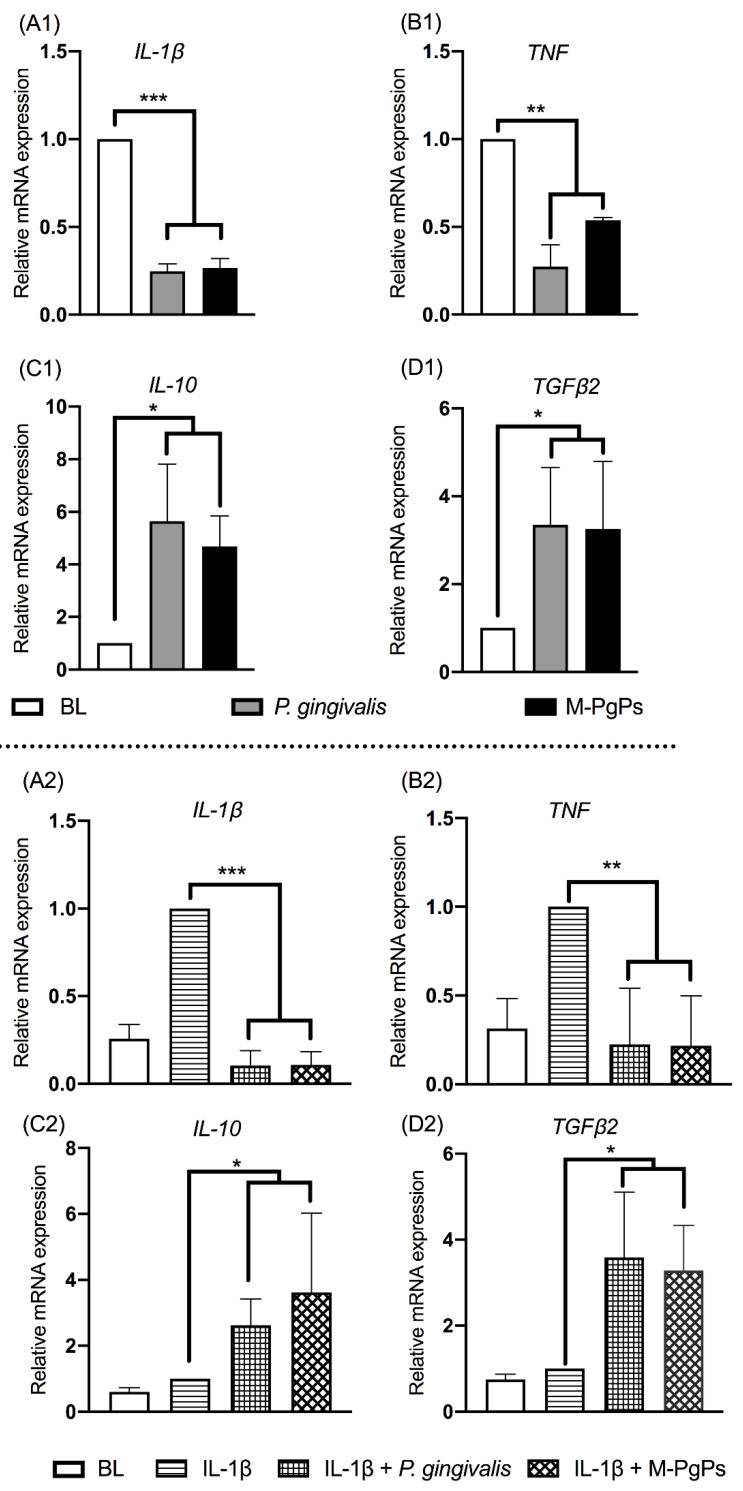 (A1)
IL-1β
Relative mRNA expression
1.5
1.0
0.5
0.0
***
(B1)
TNF
Relative mRNA expression
1.5
1.0
0.5
0.0
**
(C1)
IL-10
Relative mRNA expression
10
8
6
4
2
0
*
(D1)
TGFβ2
Relative mRNA expression
6
4
2
0
*
BL P. gingivalis M-PgPs
(A2)
IL-1β
Relative mRNA expression
1.5
1.0
0.5
0.0
***
(B2)
TNF
Relative mRNA expression
1.5
1.0
0.5
0.0
**
(C2)
IL-10
Relative mRNA expression
8
6
4
2
0
*
(D2)
TGFβ2
Relative mRNA expression
6
4
2
0
*
BL IL-1β IL-1β + P. gingivalis IL-1β + M-PgPs